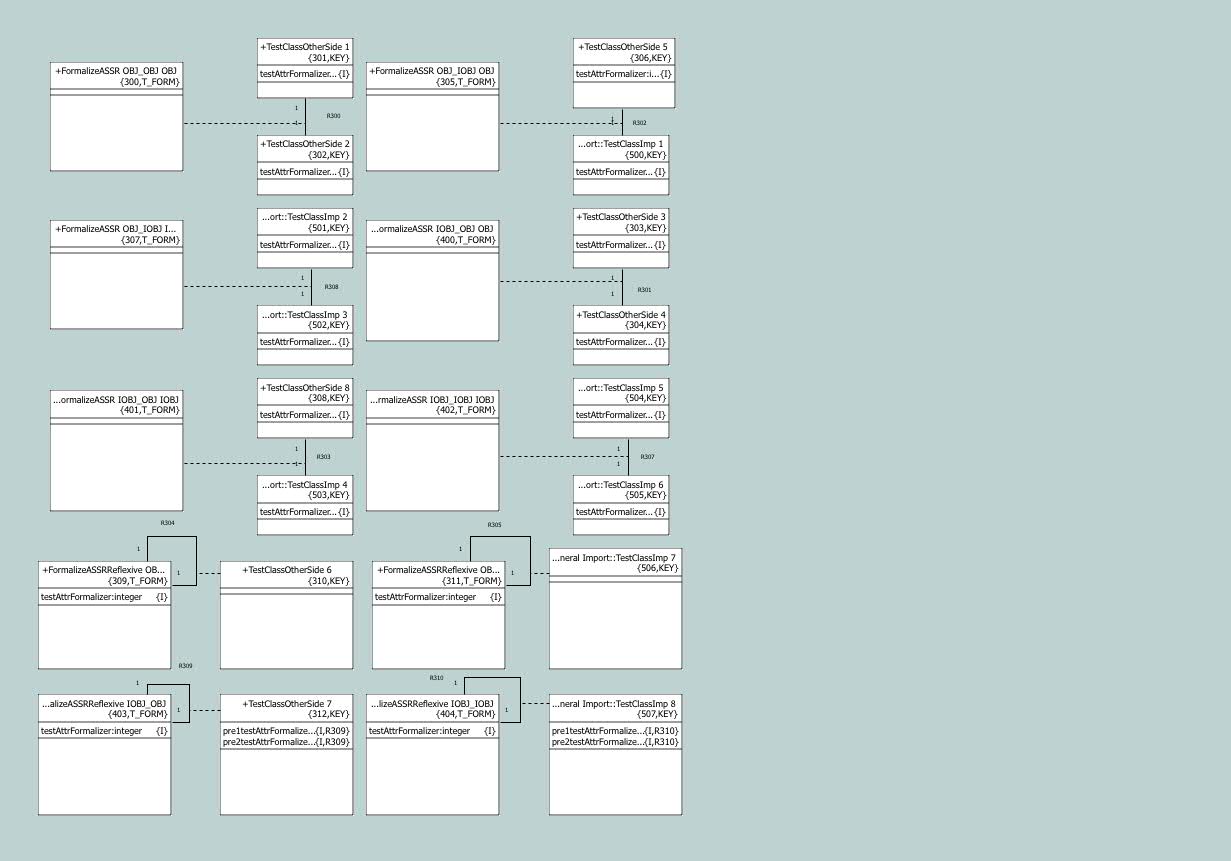 +TestClassOtherSide 1
{301,KEY}
testAttrFormalizer... {I}
+TestClassOtherSide 5
{306,KEY}
testAttrFormalizer:i... {I}
+FormalizeASSR OBJ_OBJ OBJ
{300,T_FORM}
+FormalizeASSR OBJ_IOBJ OBJ
{305,T_FORM}
1
R300
1
1
R302
1
+TestClassOtherSide 2
{302,KEY}
testAttrFormalizer... {I}
...ort::TestClassImp 1
{500,KEY}
testAttrFormalizer... {I}
...ort::TestClassImp 2
{501,KEY}
testAttrFormalizer... {I}
+TestClassOtherSide 3
{303,KEY}
testAttrFormalizer... {I}
+FormalizeASSR OBJ_IOBJ I...
{307,T_FORM}
...ormalizeASSR IOBJ_OBJ OBJ
{400,T_FORM}
1
R308
1
1
R301
1
...ort::TestClassImp 3
{502,KEY}
testAttrFormalizer... {I}
+TestClassOtherSide 4
{304,KEY}
testAttrFormalizer... {I}
+TestClassOtherSide 8
{308,KEY}
testAttrFormalizer... {I}
...ort::TestClassImp 5
{504,KEY}
testAttrFormalizer... {I}
...ormalizeASSR IOBJ_OBJ IOBJ
{401,T_FORM}
...rmalizeASSR IOBJ_IOBJ IOBJ
{402,T_FORM}
1
R303
1
1
R307
1
...ort::TestClassImp 4
{503,KEY}
testAttrFormalizer... {I}
...ort::TestClassImp 6
{505,KEY}
testAttrFormalizer... {I}
R304
1
1
R305
1
1
+FormalizeASSRReflexive OB...
{309,T_FORM}
testAttrFormalizer:integer {I}
+TestClassOtherSide 6
{310,KEY}
+FormalizeASSRReflexive OB...
{311,T_FORM}
testAttrFormalizer:integer {I}
...neral Import::TestClassImp 7
{506,KEY}
R309
1
1
R310
1
1
...alizeASSRReflexive IOBJ_OBJ
{403,T_FORM}
testAttrFormalizer:integer {I}
+TestClassOtherSide 7
{312,KEY}
pre1testAttrFormalize...{I,R309}
pre2testAttrFormalize...{I,R309}
...lizeASSRReflexive IOBJ_IOBJ
{404,T_FORM}
testAttrFormalizer:integer {I}
...neral Import::TestClassImp 8
{507,KEY}
pre1testAttrFormalize...{I,R310}
pre2testAttrFormalize...{I,R310}